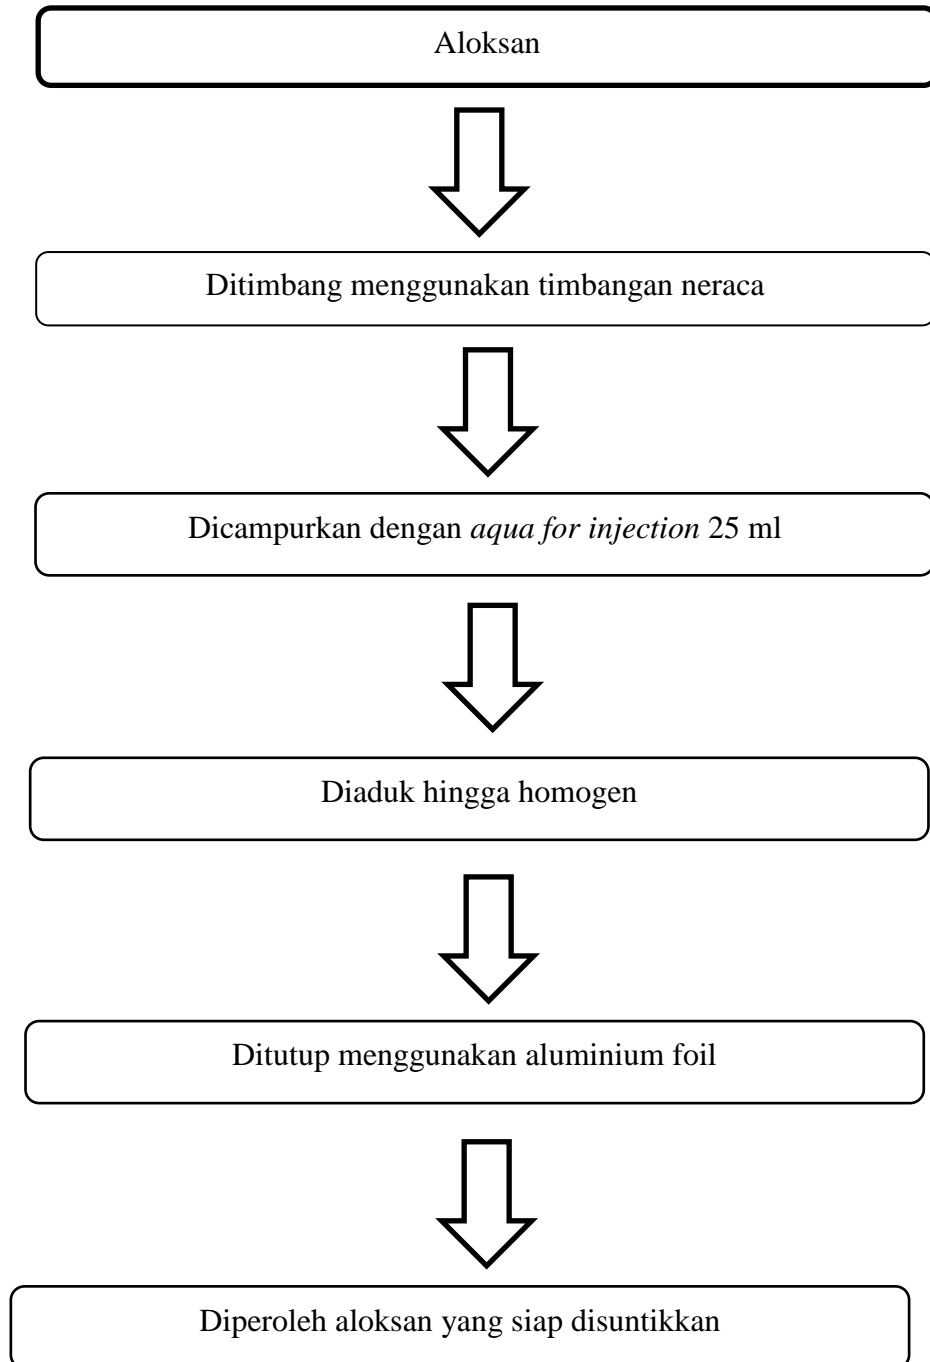 Aloksan
Ditimbang menggunakan timbangan neraca
Dicampurkan dengan aqua for injection 25 ml
Diaduk hingga homogen
Ditutup menggunakan aluminium foil
Diperoleh aloksan yang siap disuntikkan